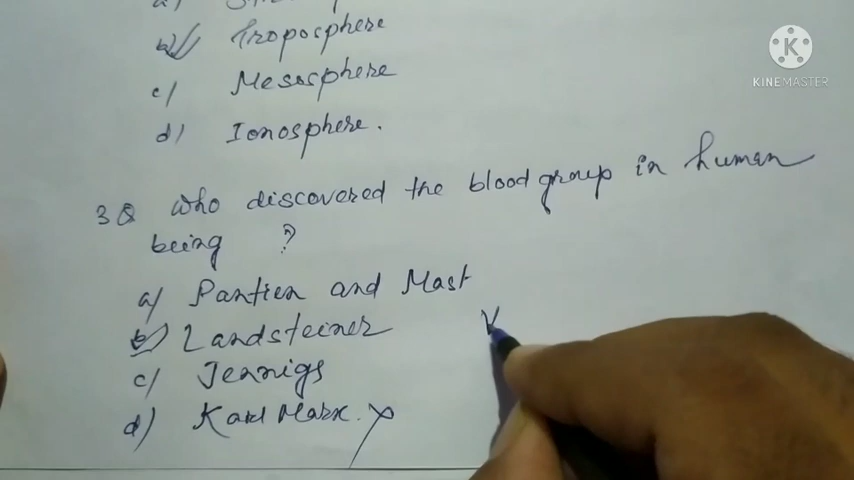 b) Troposphere
c) Mesosphere
d) Ionosphere.
3Q Who discovered the blood group in human
being ?
a) Pantien and Mast
b) Landsteiner
c) Jennigs
d) Karl Marx.
K
KINEMASTER